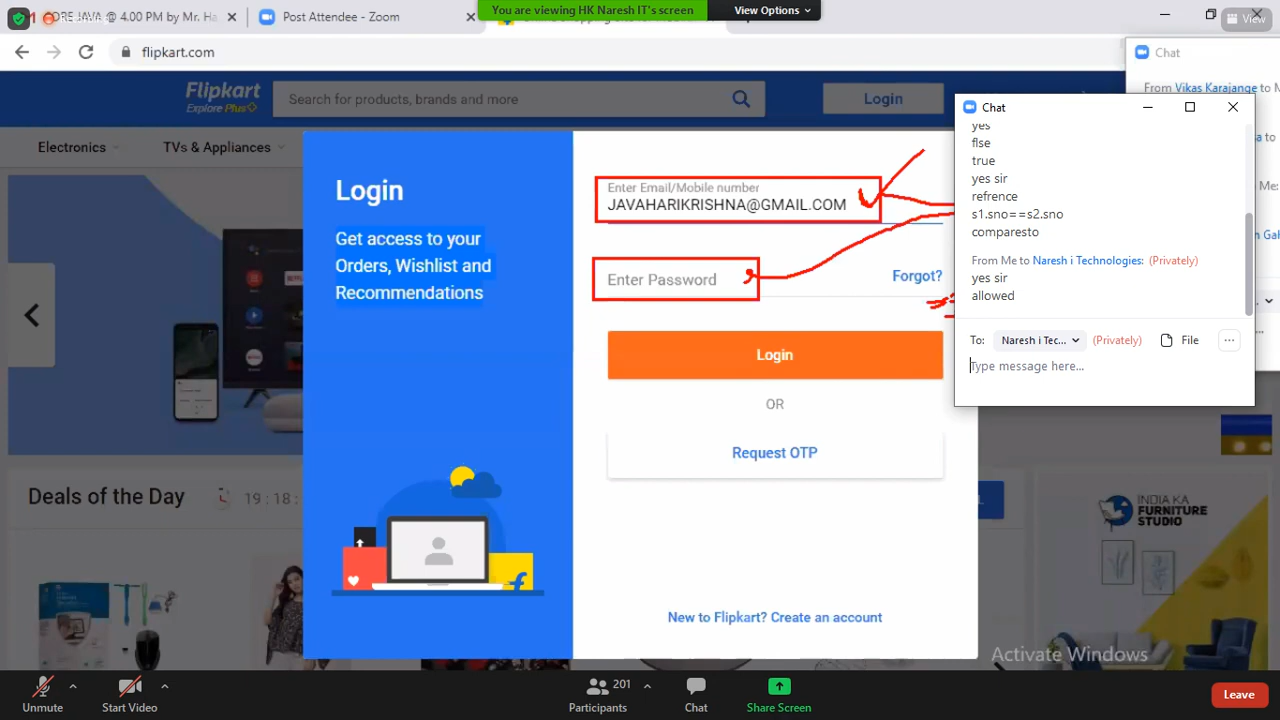 ORE JAVA @ 4.00 PM by Mr. Ha
Post Attendee - Zoom
You are viewing HK Naresh IT's screen
View Options
View
flipkart.com
Chat
From Vikas Karajange to M
Flipkart
Explore Plus
Search for products, brands and more
Login
Electronics
TVs & Appliances
Chat
yes
flse
true
yes sir
refrence
s1.sno==s2.sno
comparesto
From Me to Naresh i Technologies: (Privately)
yes sir
allowed
To: Naresh i Tec... (Privately) File
Type message here...
Login
Get access to your
Orders, Wishlist and
Recommendations
Enter Email/Mobile number
JAVAHARIKRISHNA@GMAIL.COM
Enter Password
Forgot?
Login
OR
Request OTP
New to Flipkart? Create an account
Deals of the Day
19 : 18 :
INDIA KA
FURNITURE
STUDIO
Activate Windows
Unmute
Start Video
201
Participants
Chat
Share Screen
Leave